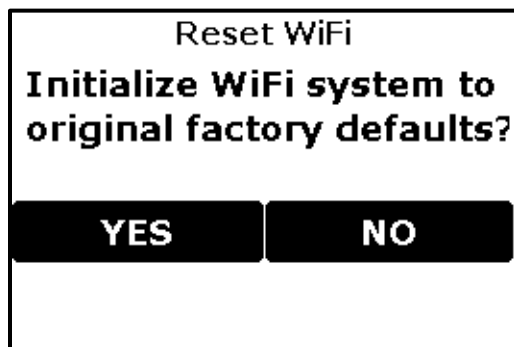 Reset WiFi
Initialize WiFi system to
original factory defaults?
YES NO